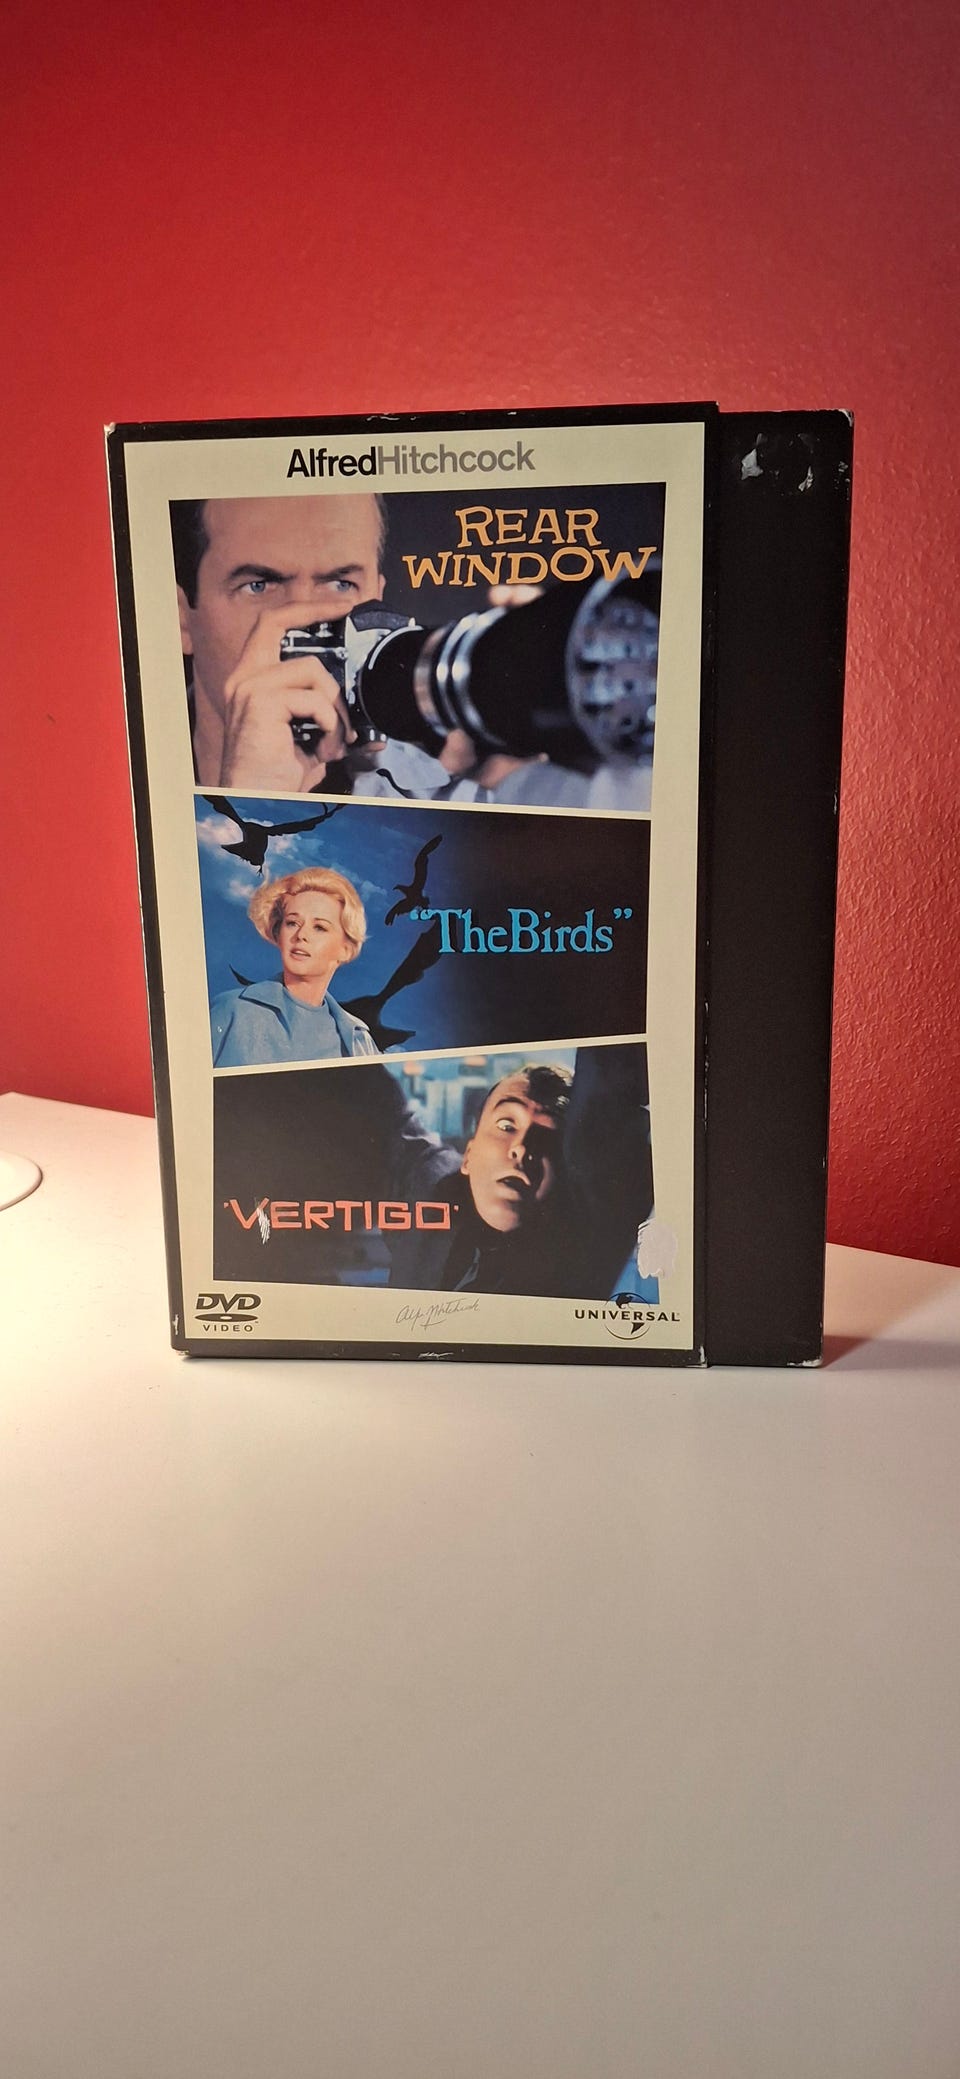 AlfredHitchcock
REAR
WINDOW
"TheBirds"
'VERTIGO'
DVD
VIDEO
UNIVERSAL